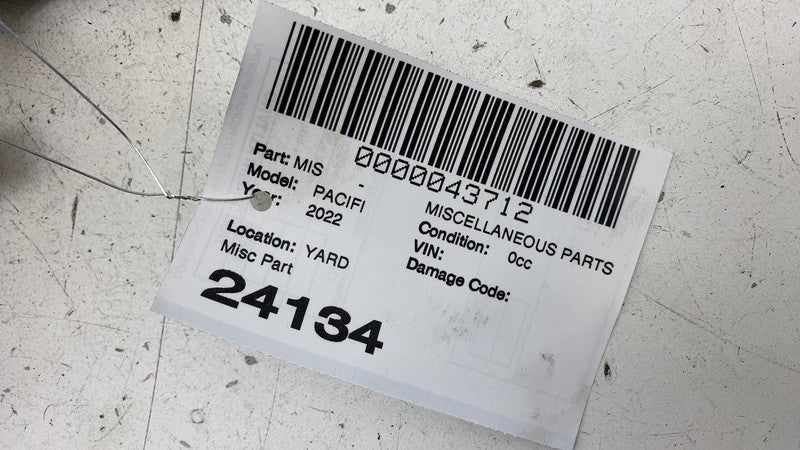 0000043712
Part: MIS - MISCELLANEOUS PARTS
Model: PACIFI Condition: 0cc
Year: 2022 VIN:
Damage Code:
Location: YARD
Misc Part
24134